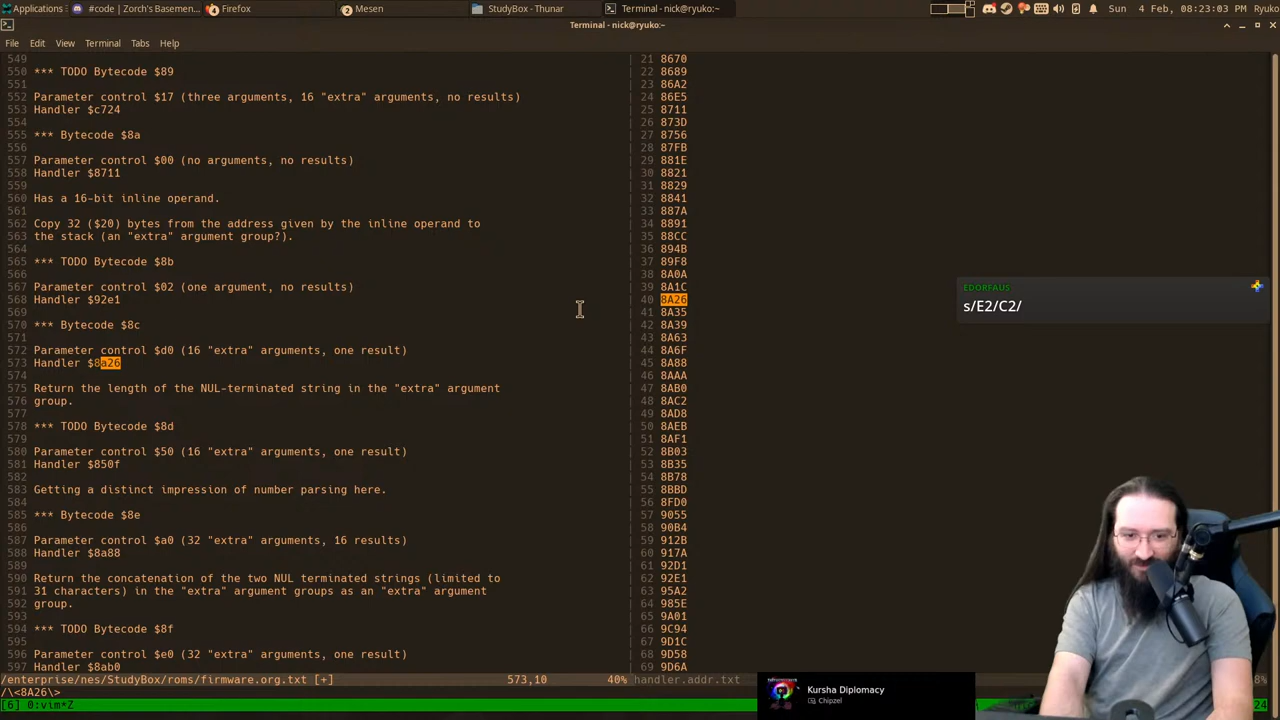 Applications
#code | Zorch's Basemen...
4 Firefox
2 Mesen
StudyBox - Thunar
Terminal - nick@ryuko:~
Sun 4 Feb, 08:23:03 PM Ryuko
Terminal - nick@ryuko:~
File Edit View Terminal Tabs Help
549
550 *** TODO Bytecode $89
551
552 Parameter control $17 (three arguments, 16 "extra" arguments, no results)
553 Handler $c724
554
555 *** Bytecode $8a
556
557 Parameter control $00 (no arguments, no results)
558 Handler $8711
559
560 Has a 16-bit inline operand.
561
562 Copy 32 ($20) bytes from the address given by the inline operand to
563 the stack (an "extra" argument group?).
564
565 *** TODO Bytecode $8b
566
567 Parameter control $02 (one argument, no results)
568 Handler $92e1
569
570 *** Bytecode $8c
571
572 Parameter control $d0 (16 "extra" arguments, one result)
573 Handler $8a26
574
575 Return the length of the NUL-terminated string in the "extra" argument
576 group.
577
578 *** TODO Bytecode $8d
579
580 Parameter control $50 (16 "extra" arguments, one result)
581 Handler $850f
582
583 Getting a distinct impression of number parsing here.
584
585 *** Bytecode $8e
586
587 Parameter control $a0 (32 "extra" arguments, 16 results)
588 Handler $8a88
589
590 Return the concatenation of the two NUL terminated strings (limited to
591 31 characters) in the "extra" argument groups as an "extra" argument
592 group.
593
594 *** TODO Bytecode $8f
595
596 Parameter control $e0 (32 "extra" arguments, one result)
597 Handler $8ab0
/enterprise/nes/StudyBox/roms/firmware.org.txt [+] 573,10 40%
/\<8A26\>
[6] 0:vim*Z
21 8670
22 8689
23 86A2
24 86E5
25 8711
26 873D
27 8756
28 87FB
29 881E
30 8821
31 8829
32 8841
33 887A
34 8891
35 88CC
36 894B
37 89F8
38 8A0A
39 8A1C
40 8A26
41 8A35
42 8A39
43 8A63
44 8A6F
45 8A88
46 8AAA
47 8AB0
48 8AC2
49 8AD8
50 8AEB
51 8AF1
52 8B03
53 8B35
54 8B78
55 8BBD
56 8FD0
57 9055
58 90B4
59 912B
60 917A
61 92D1
62 92E1
63 95A2
64 985E
65 9A01
66 9C94
67 9D1C
68 9D58
69 9D6A
handler.addr.txt
EDORFAUS
s/E2/C2/
Kursha Diplomacy
Chipzel